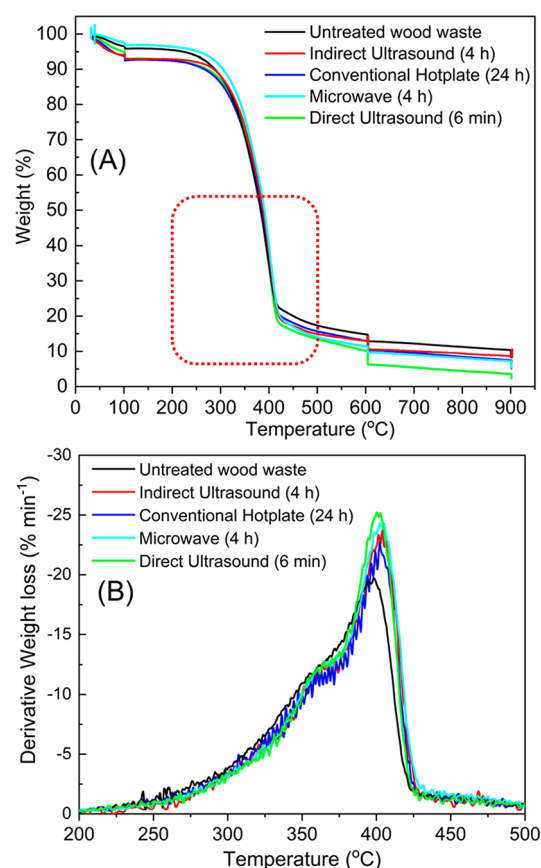 100
90
80
70
60
50
40
30
20
10
0
Weight (%)
(A)
Untreated wood waste
Indirect Ultrasound (4 h)
Conventional Hotplate (24 h)
Microwave (4 h)
Direct Ultrasound (6 min)
0 100 200 300 400 500 600 700 800 900
Temperature (ºC)
-30
-25
-20
-15
-10
-5
0
Derivative Weight loss (% min⁻¹)
Untreated wood waste
Indirect Ultrasound (4 h)
Conventional Hotplate (24 h)
Microwave (4 h)
Direct Ultrasound (6 min)
(B)
200 250 300 350 400 450 500
Temperature (ºC)